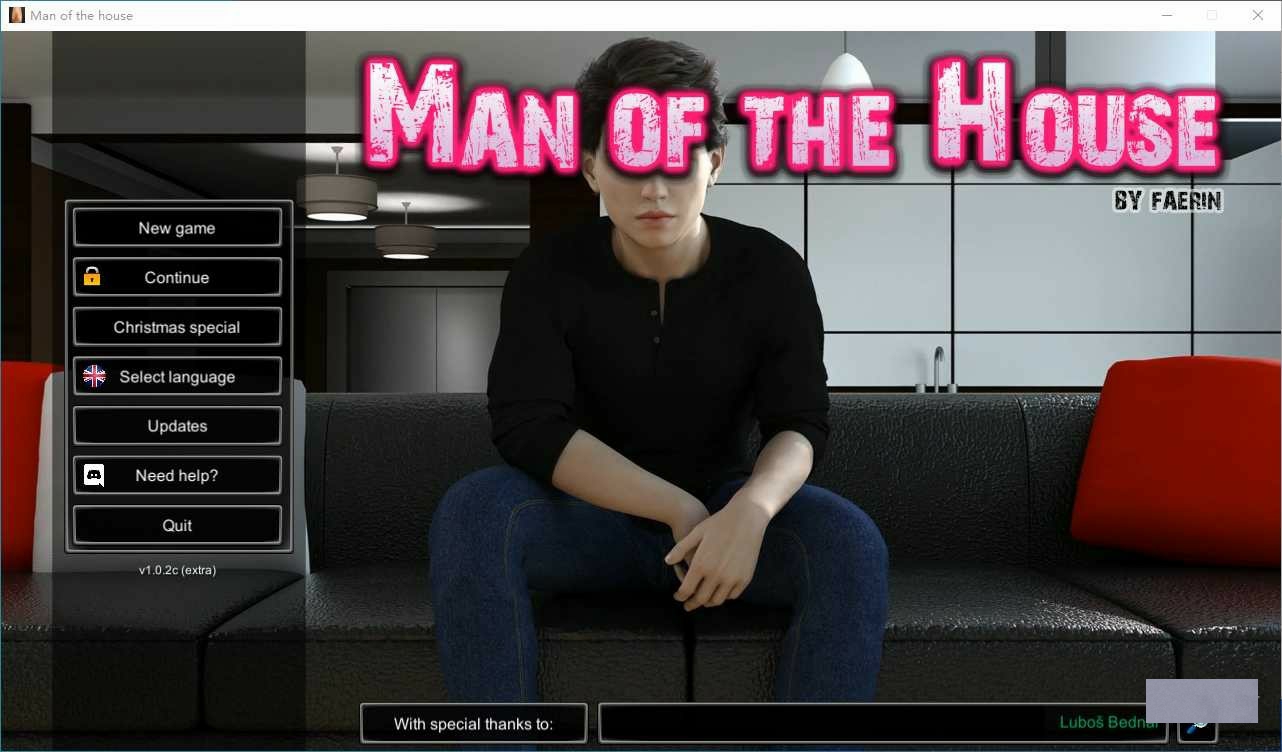 Man of the house
MAN OF THE HOUSE
BY FAERIN
New game
Continue
Christmas special
Select language
Updates
Need help?
Quit
v1.0.2c (extra)
With special thanks to:
Luboš